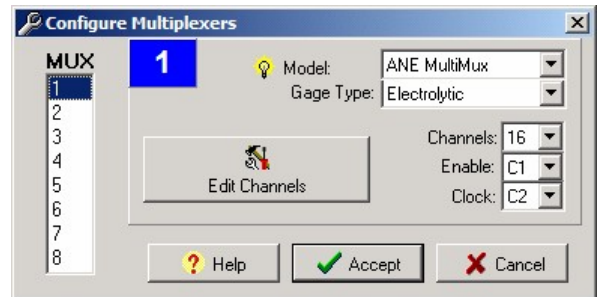 Configure Multiplexers
MUX
1
2
3
4
5
6
7
8
1
Model: ANE MultiMux
Gage Type: Electrolytic
Edit Channels
Channels: 16
Enable: C1
Clock: C2
? Help
Accept
Cancel